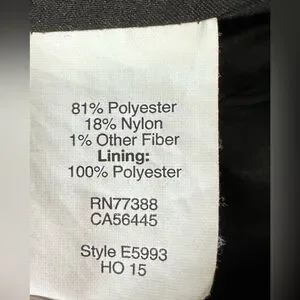 81% Polyester
18% Nylon
1% Other Fiber
Lining:
100% Polyester
RN77388
CA56445
Style E5993
HO 15